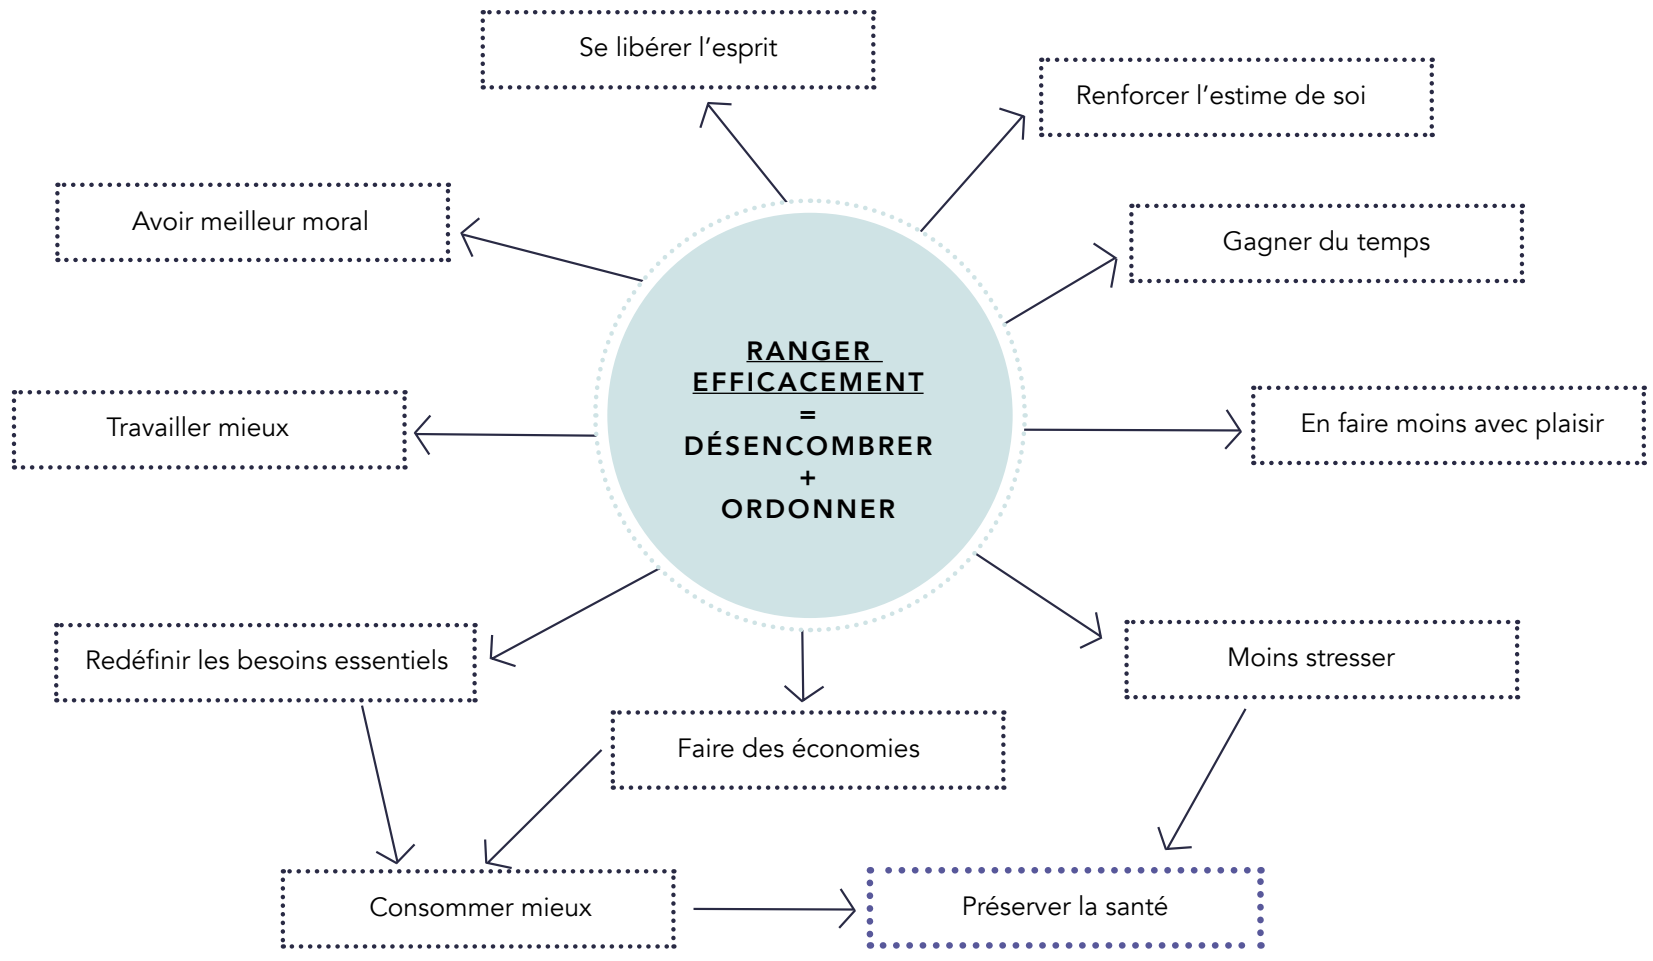 Se libérer l’esprit
Renforcer l’estime de soi
Avoir meilleur moral
Gagner du temps
RANGER
EFFICACEMENT
=
DÉSENCOMBRER
+
ORDONNER
Travailler mieux
En faire moins avec plaisir
Redéfinir les besoins essentiels
Moins stresser
Faire des économies
Consommer mieux
Préserver la santé